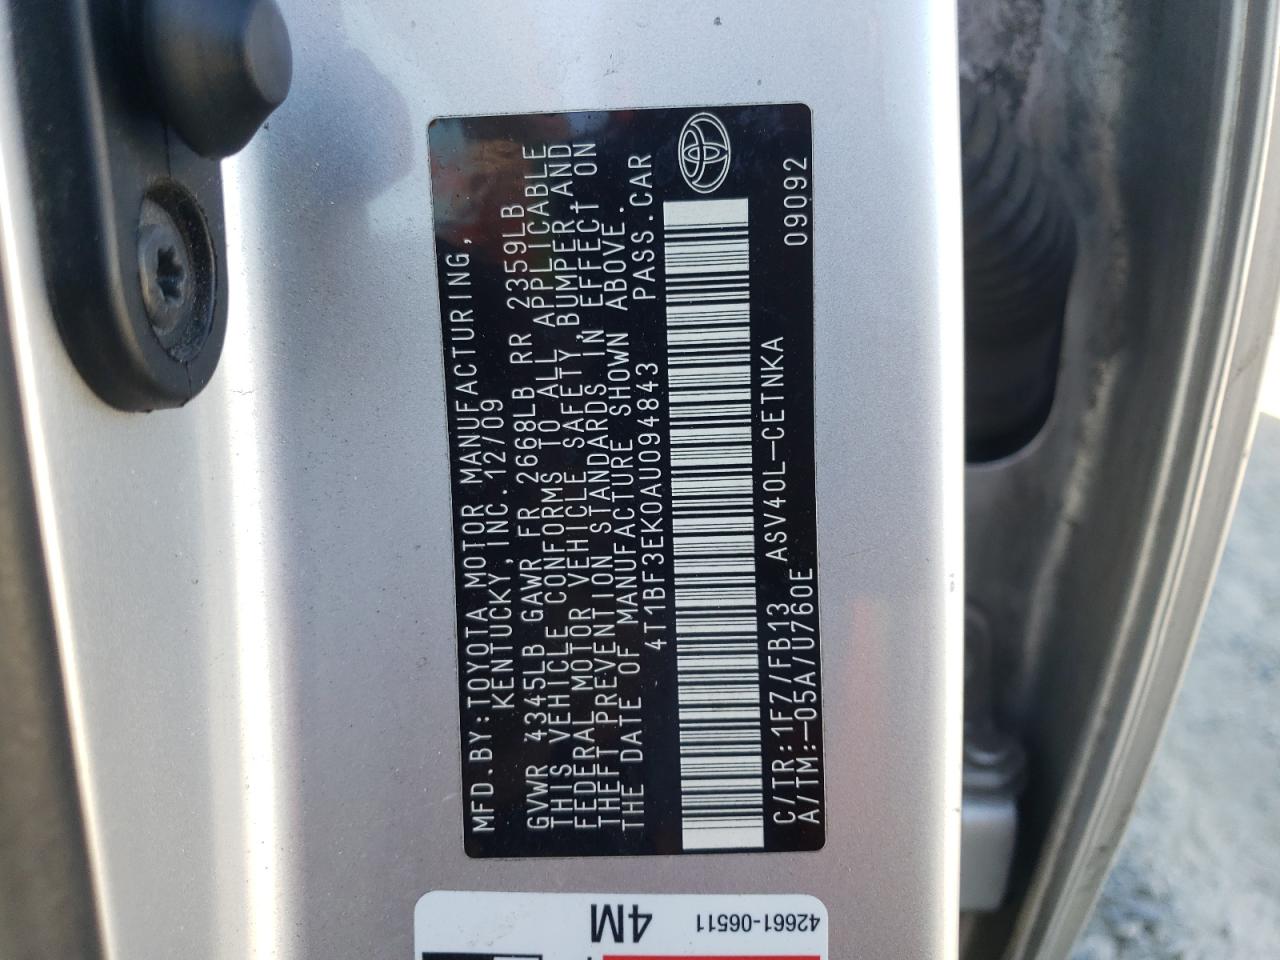 MFD.BY:TOYOTA MOTOR MANUFACTURING,
KENTUCKY, INC. 12/09
GVWR 4345LB GAWR FR 2668LB RR 2359LB
THIS VEHICLE CONFORMS TO ALL APPLICABLE
FEDERAL MOTOR VEHICLE SAFETY, BUMPER, AND
THEFT PREVENTION STANDARDS IN EFFECT ON
THE DATE OF MANUFACTURE SHOWN ABOVE.
4T1BF3EK0AU094843 PASS.CAR
C/TR:1F7/FB13 ASV40L-CETNKA 09092
A/TM:-05A/U760E
4M
42661-06511